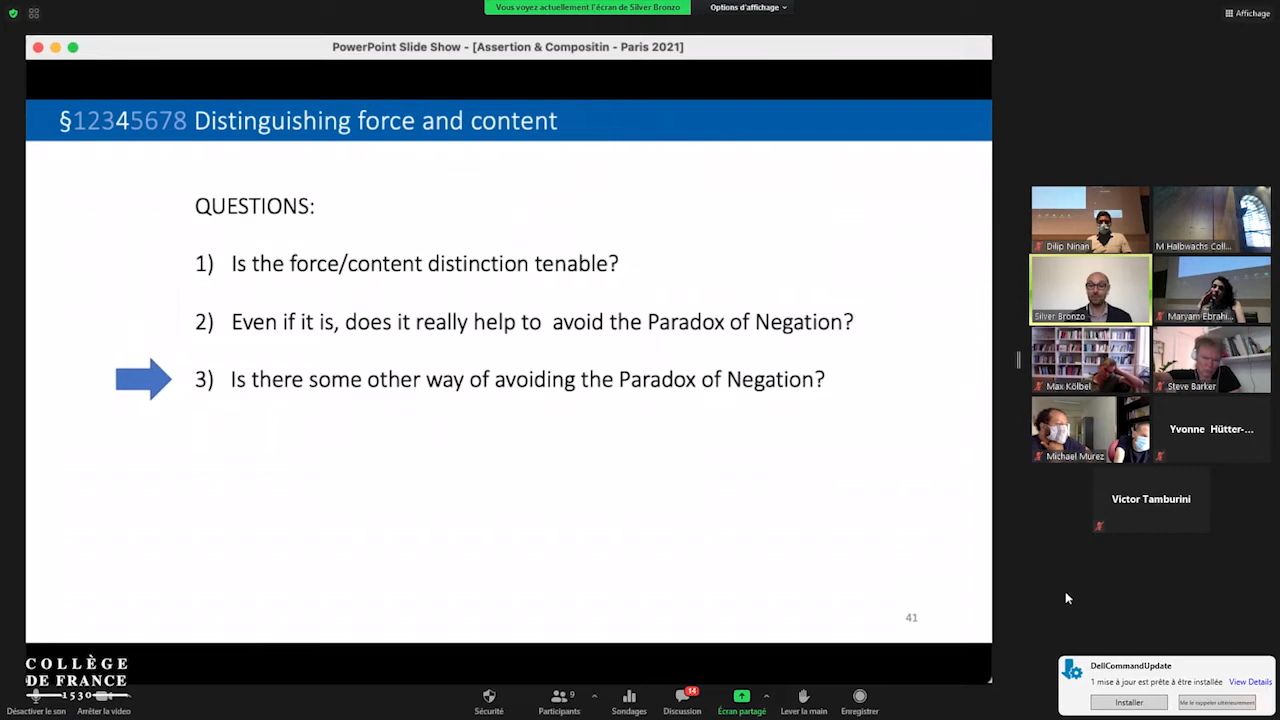 Vous voyez actuellement l'écran de Silver Bronzo
Options d'affichage
Affichage
PowerPoint Slide Show - [Assertion & Compositin - Paris 2021]
§12345678 Distinguishing force and content
QUESTIONS:
1) Is the force/content distinction tenable?
2) Even if it is, does it really help to avoid the Paradox of Negation?
3) Is there some other way of avoiding the Paradox of Negation?
41
Dilip Ninan
M Halbwachs Coll...
Silver Bronzo
Maryam Ebrahi...
Max Kölbel
Steve Barker
Michael Murez
Yvonne Hütter-...
Victor Tamburini
COLLÈGE
DE FRANCE
1530
DellCommandUpdate
1 mise à jour est prête à être installée
View Details
Installer
Me le rappeler ultérieurement
Désactiver le son
Arrêter la vidéo
Sécurité
Participants
9
Sondages
Discussion
14
Écran partagé
Lever la main
Enregistrer